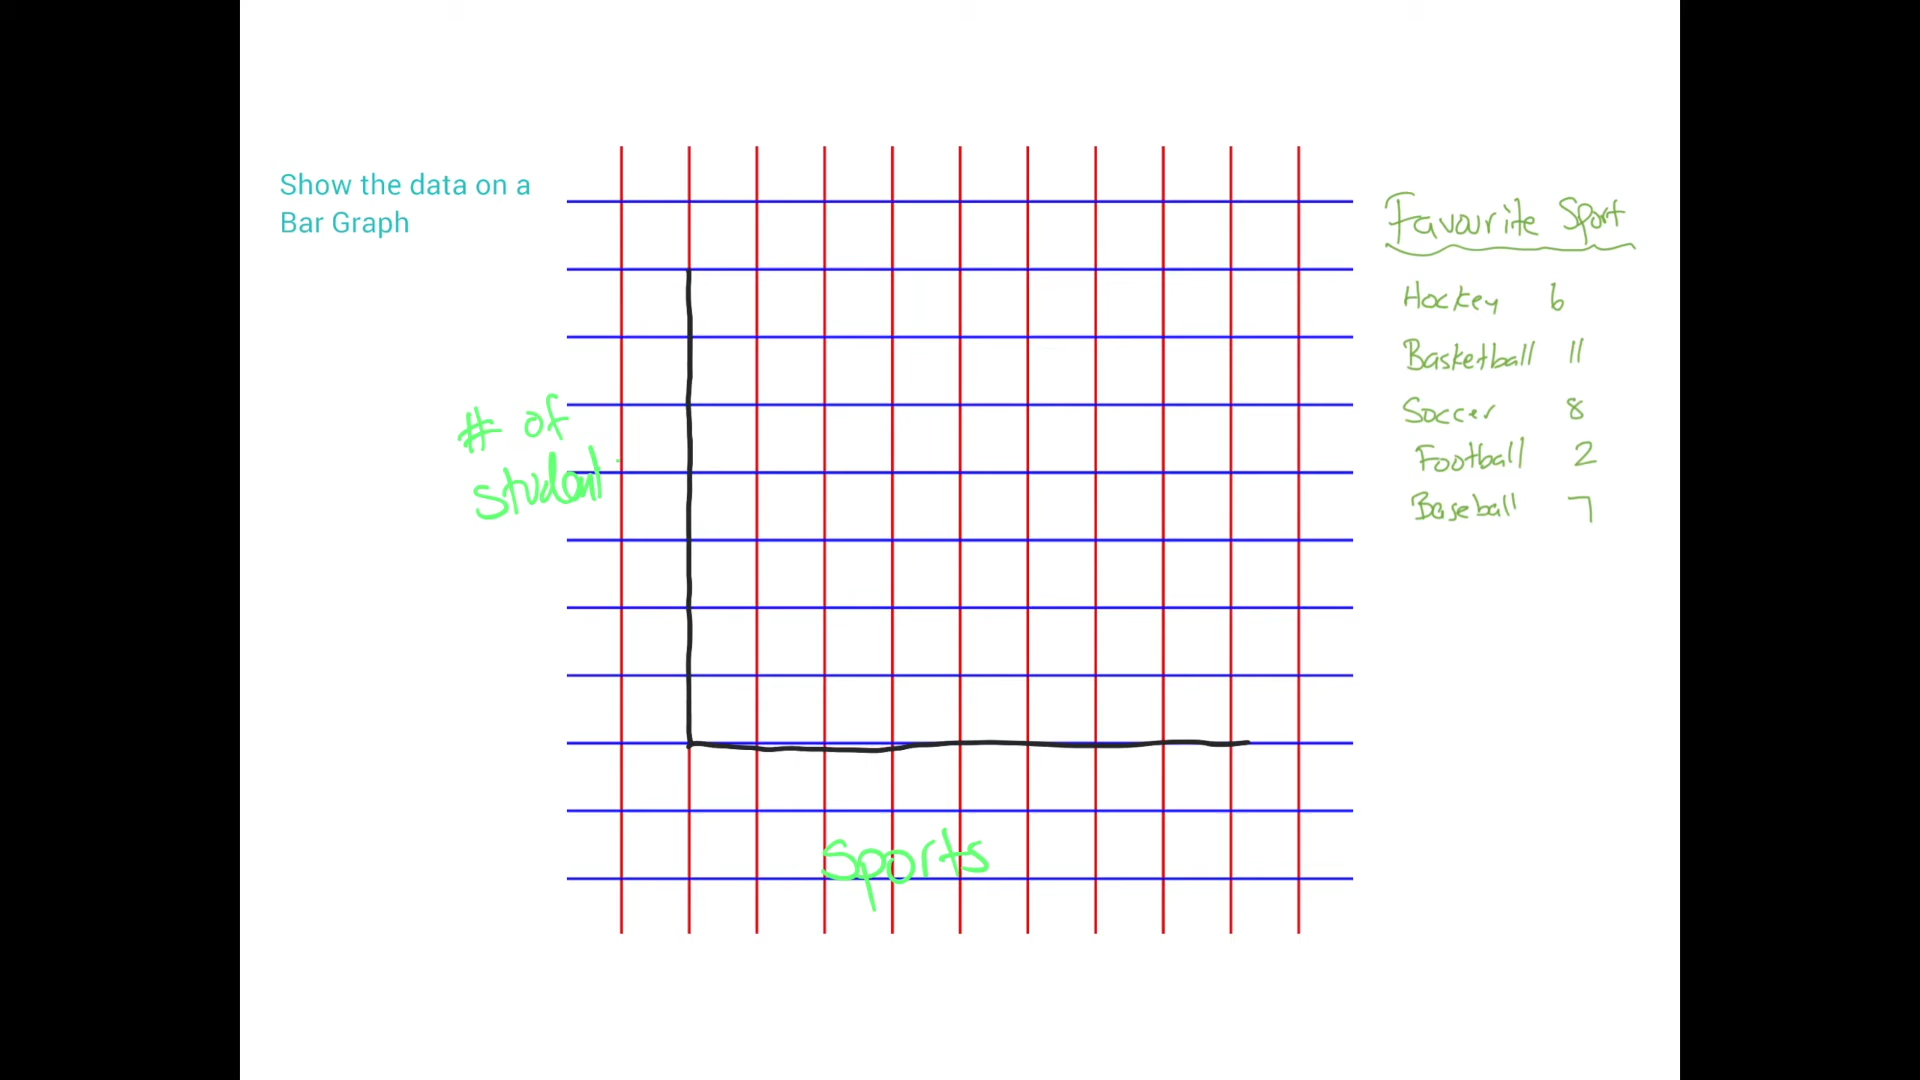 Show the data on a
Bar Graph
# of
student
Sports
Favourite Sport
Hockey 6
Basketball 11
Soccer 8
Football 2
Baseball 7